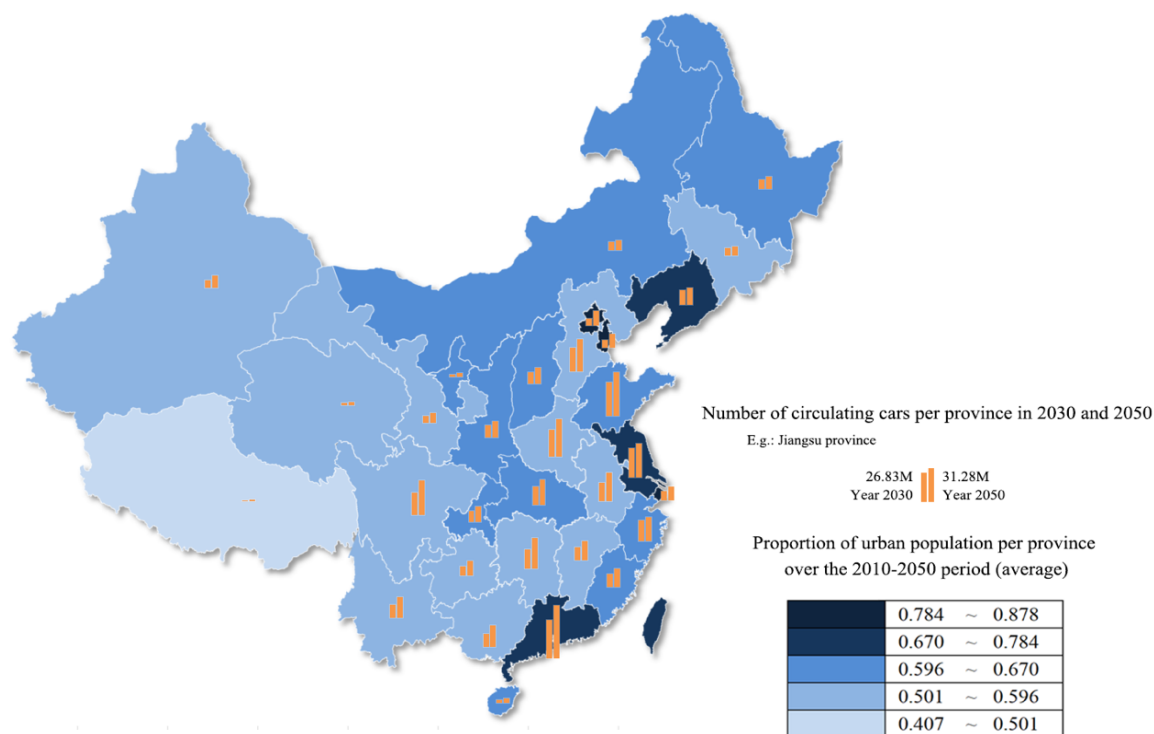 Number of circulating cars per province in 2030 and 2050
E.g.: Jiangsu province
26.83M 31.28M
Year 2030 Year 2050
Proportion of urban population per province
over the 2010-2050 period (average)
0.784 ~ 0.878
0.670 ~ 0.784
0.596 ~ 0.670
0.501 ~ 0.596
0.407 ~ 0.501